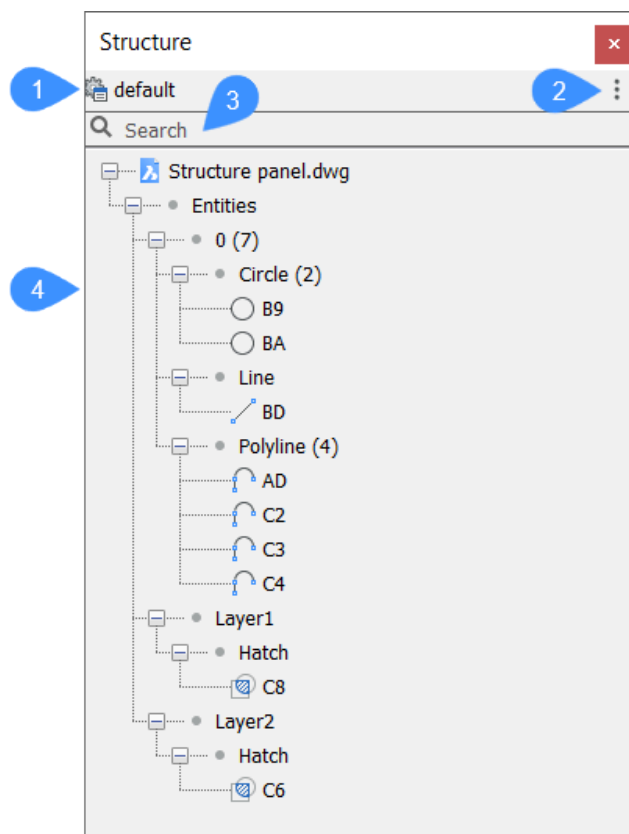 Structure
1 default 2
3
Search
Structure panel.dwg
Entities
0 (7)
4
Circle (2)
B9
BA
Line
BD
Polyline (4)
AD
C2
C3
C4
Layer1
Hatch
C8
Layer2
Hatch
C6